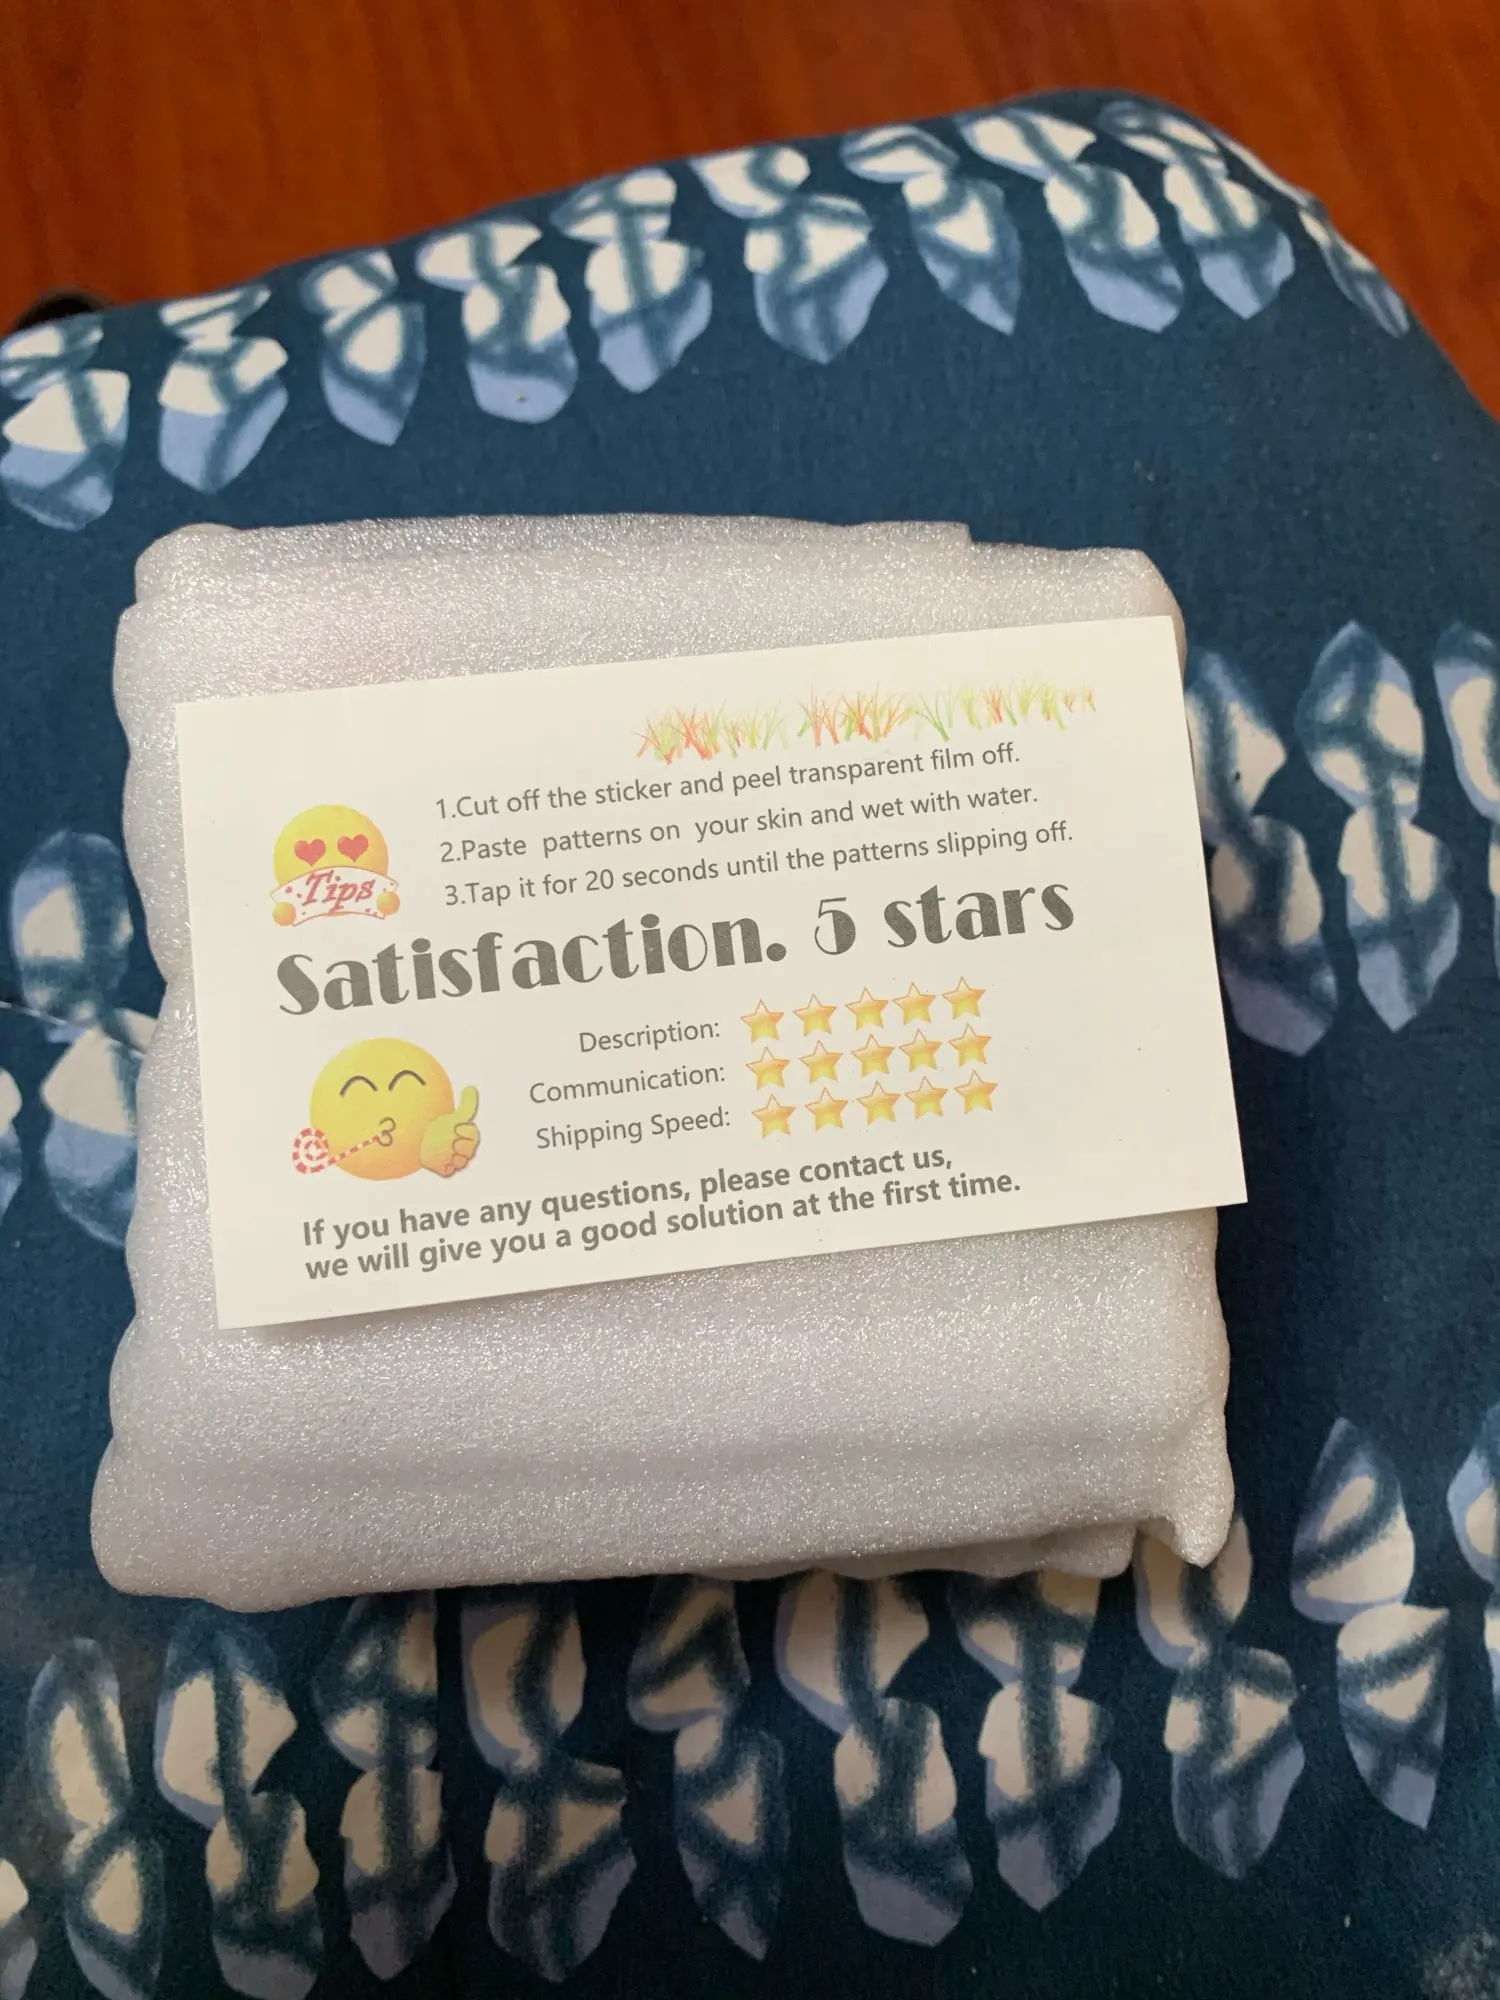 1.Cut off the sticker and peel transparent film off.
2.Paste patterns on your skin and wet with water.
3.Tap it for 20 seconds until the patterns slipping off.
Tips
Satisfaction. 5 stars
Description:
Communication:
Shipping Speed:
If you have any questions, please contact us,
we will give you a good solution at the first time.